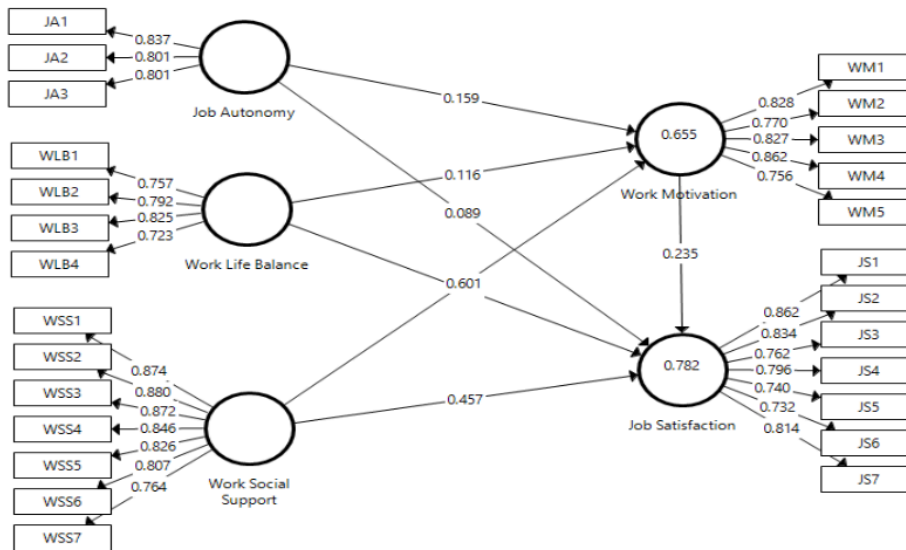 JA1
JA2
JA3
0.837
0.801
0.801
Job Autonomy
WLB1
WLB2
WLB3
WLB4
0.757
0.792
0.825
0.723
Work Life Balance
WSS1
WSS2
WSS3
WSS4
WSS5
WSS6
WSS7
0.874
0.880
0.872
0.846
0.826
0.807
0.764
Work Social
Support
0.159
0.116
0.089
0.601
0.457
0.235
0.655
Work Motivation
0.828
0.770
0.827
0.862
0.756
WM1
WM2
WM3
WM4
WM5
0.782
Job Satisfaction
0.862
0.834
0.762
0.796
0.740
0.732
0.814
JS1
JS2
JS3
JS4
JS5
JS6
JS7